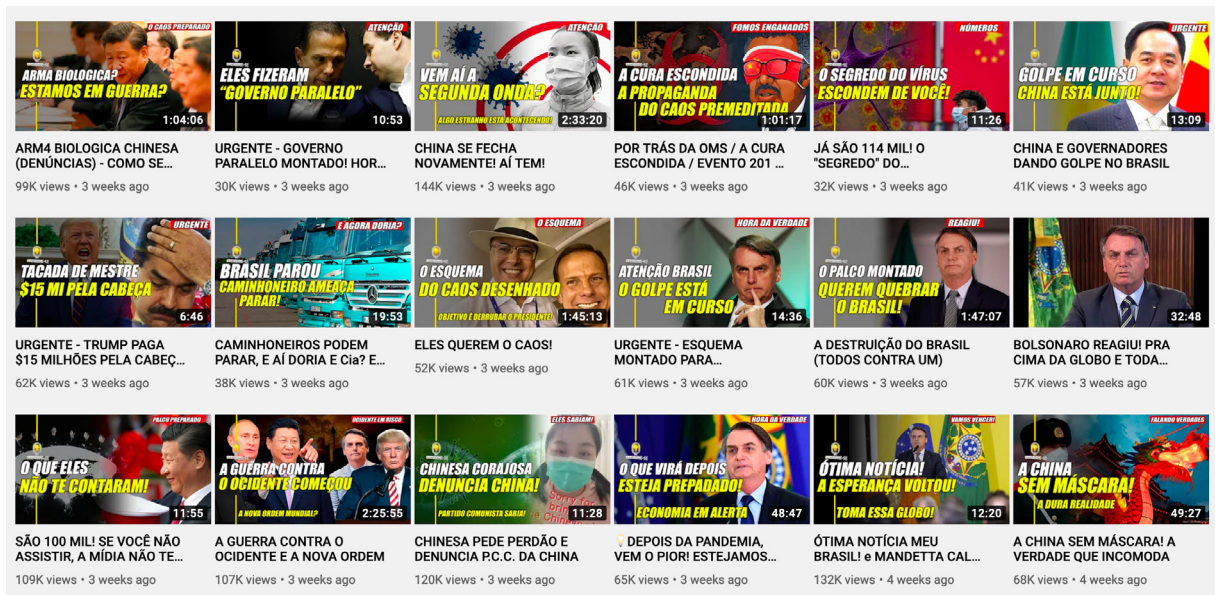 O CAOS PREPARADO
ARMA BIOLOGICA?
ESTAMOS EM GUERRA?
1:04:06
ARM4 BIOLOGICA CHINESA
(DENÚNCIAS) - COMO SE...
99K views • 3 weeks ago
ATENÇÃO
ELES FIZERAM
"GOVERNO PARALELO"
10:53
URGENTE - GOVERNO
PARALELO MONTADO! HOR...
30K views • 3 weeks ago
ATENÇÃO
VEM AÍ A
SEGUNDA ONDA?
ALGO ESTRANHO ESTÁ ACONTECENDO!
2:33:20
CHINA SE FECHA
NOVAMENTE! AÍ TEM!
144K views • 3 weeks ago
FOMOS ENGANADOS
A CURA ESCONDIDA
A PROPAGANDA
DO CAOS PREMEDITADA
1:01:17
POR TRÁS DA OMS / A CURA
ESCONDIDA / EVENTO 201 ...
46K views • 3 weeks ago
NÚMEROS
O SEGREDO DO VÍRUS
ESCONDEM DE VOCÊ!
11:26
JÁ SÃO 114 MIL! O
"SEGREDO" DO...
32K views • 3 weeks ago
URGENTE
GOLPE EM CURSO
CHINA ESTÁ JUNTO!
13:09
CHINA E GOVERNADORES
DANDO GOLPE NO BRASIL
41K views • 3 weeks ago
URGENTE
TACADA DE MESTRE
$15 MI PELA CABEÇA
6:46
URGENTE - TRUMP PAGA
$15 MILHÕES PELA CABEÇ...
62K views • 3 weeks ago
E AGORA DORIA?
BRASIL PAROU
CAMINHONEIRO AMEAÇA
PARAR!
19:53
CAMINHONEIROS PODEM
PARAR, E AÍ DORIA E Cia? E...
38K views • 3 weeks ago
O ESQUEMA
O ESQUEMA
DO CAOS DESENHADO
OBJETIVO É DERRUBAR O PRESIDENTE!
1:45:13
ELES QUEREM O CAOS!
52K views • 3 weeks ago
HORA DA VERDADE
ATENÇÃO BRASIL
O GOLPE ESTÁ
EM CURSO
14:36
URGENTE - ESQUEMA
MONTADO PARA...
61K views • 3 weeks ago
REAGIU!
O PALCO MONTADO
QUEREM QUEBRAR
O BRASIL!
1:47:07
A DESTRUIÇÃO DO BRASIL
(TODOS CONTRA UM)
60K views • 3 weeks ago
32:48
BOLSONARO REAGIU! PRA
CIMA DA GLOBO E TODA...
57K views • 3 weeks ago
PALCO PREPARADO
O QUE ELES
NÃO TE CONTARAM!
11:55
SÃO 100 MIL! SE VOCÊ NÃO
ASSISTIR, A MÍDIA NÃO TE...
109K views • 3 weeks ago
OCIDENTE EM RISCO
A GUERRA CONTRA
O OCIDENTE COMEÇOU
A NOVA ORDEM MUNDIAL?
2:25:55
A GUERRA CONTRA O
OCIDENTE E A NOVA ORDEM
107K views • 3 weeks ago
ELES SABIAM!
CHINESA CORAJOSA
DENUNCIA CHINA!
PARTIDO COMUNISTA SABIA!
Sorry for
11:28
CHINESA PEDE PERDÃO E
DENUNCIA P.C.C. DA CHINA
120K views • 3 weeks ago
HORA DA VERDADE
O QUE VIRÁ DEPOIS
ESTEJA PREPADADO!
ECONOMIA EM ALERTA
48:47
💡DEPOIS DA PANDEMIA,
VEM O PIOR! ESTEJAMOS...
65K views • 3 weeks ago
VAMOS VENCER!
ÓTIMA NOTÍCIA!
A ESPERANÇA VOLTOU!
TOMA ESSA GLOBO!
12:20
ÓTIMA NOTÍCIA MEU
BRASIL! e MANDETTA CAL...
132K views • 4 weeks ago
FALANDO VERDADES
A CHINA
SEM MÁSCARA!
A DURA REALIDADE
49:27
A CHINA SEM MÁSCARA! A
VERDADE QUE INCOMODA
68K views • 4 weeks ago